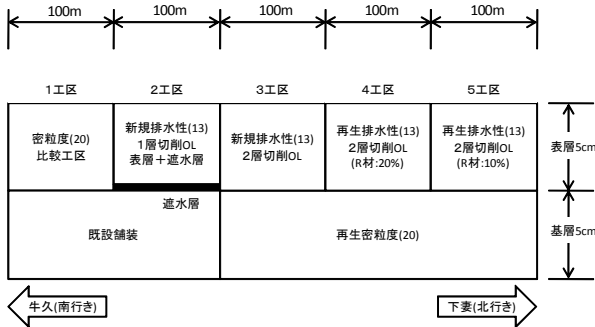 100m 100m 100m 100m 100m
1工区 2工区 3工区 4工区 5工区
密粒度(20)
比較工区
新規排水性(13)
1層切削OL
表層＋遮水層
新規排水性(13)
2層切削OL
再生排水性(13)
2層切削OL
(R材:20%)
再生排水性(13)
2層切削OL
(R材:10%)
表層5cm
遮水層
既設舗装
再生密粒度(20)
基層5cm
牛久(南行き)
下妻(北行き)